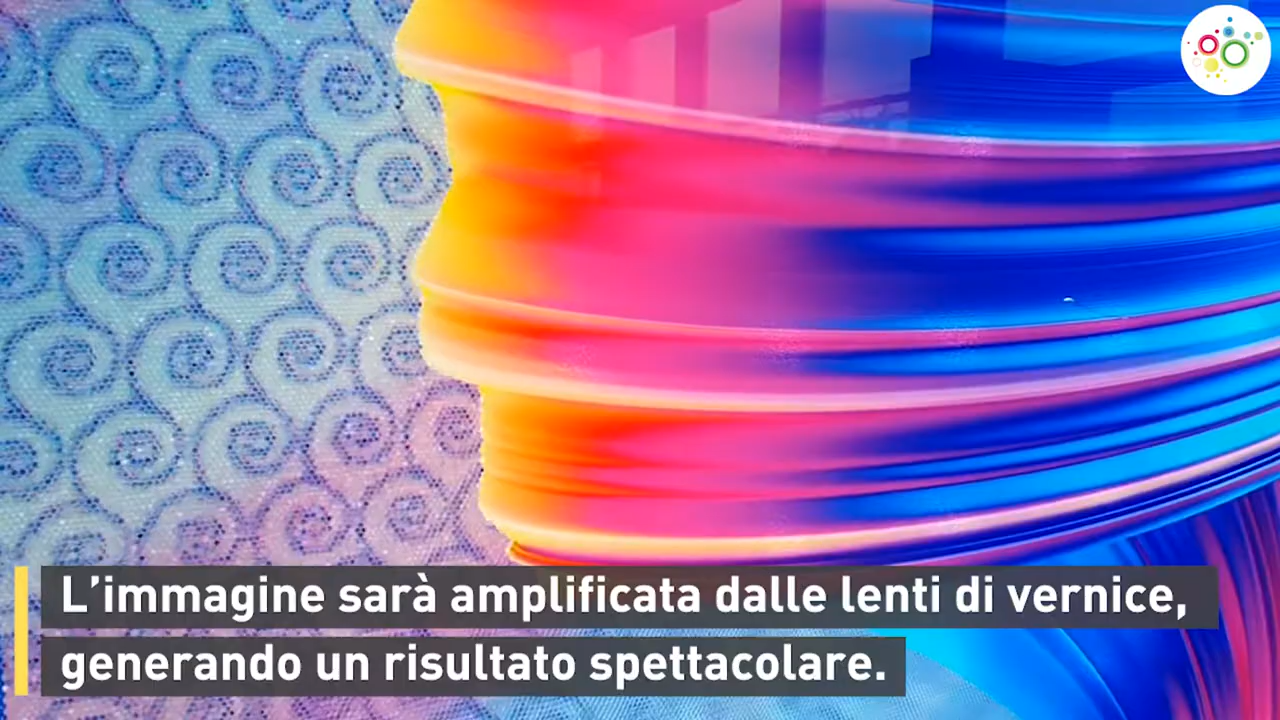 L’immagine sarà amplificata dalle lenti di vernice,
generando un risultato spettacolare.